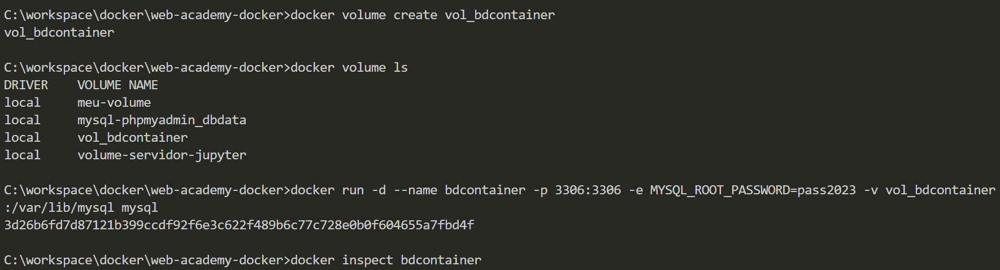 C:\workspace\docker\web-academy-docker>docker volume create vol_bdcontainer
vol_bdcontainer
C:\workspace\docker\web-academy-docker>docker volume ls
DRIVER    VOLUME NAME
local     meu-volume
local     mysql-phpmyadmin_dbdata
local     vol_bdcontainer
local     volume-servidor-jupyter
C:\workspace\docker\web-academy-docker>docker run -d --name bdcontainer -p 3306:3306 -e MYSQL_ROOT_PASSWORD=pass2023 -v vol_bdcontainer
:/var/lib/mysql mysql
3d26b6fd7d87121b399ccdf92f6e3c622f489b6c77c728e0b0f604655a7fbd4f
C:\workspace\docker\web-academy-docker>docker inspect bdcontainer